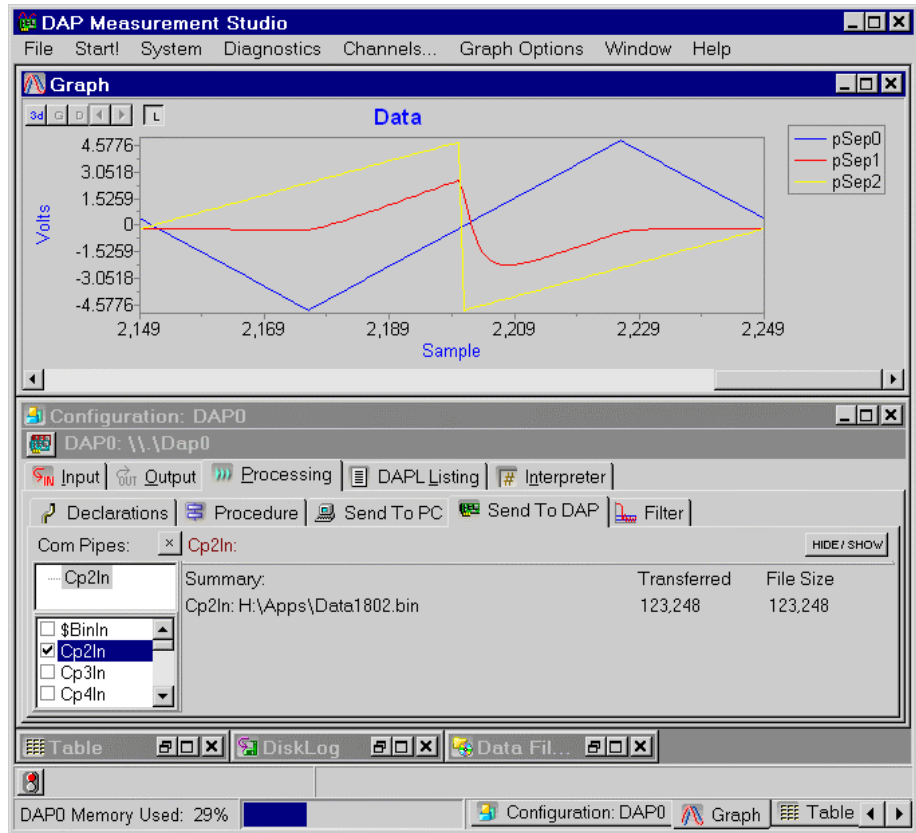 DAP Measurement Studio
File Start! System Diagnostics Channels... Graph Options Window Help
Graph
3d G D L
Data
pSep0
pSep1
pSep2
Volts
4.5776
3.0518
1.5259
0
-1.5259
-3.0518
-4.5776
2,149 2,169 2,189 2,209 2,229 2,249
Sample
Configuration: DAP0
DAP0: \\.\Dap0
IN Input OUT Output Processing DAPL Listing Interpreter
Declarations Procedure Send To PC Send To DAP Filter
Com Pipes: × Cp2In: HIDE / SHOW
Cp2In
Summary: Transferred File Size
Cp2In: H:\Apps\Data1802.bin 123,248 123,248
$BinIn
Cp2In
Cp3In
Cp4In
Table DiskLog Data Fil...
DAP0 Memory Used: 29% Configuration: DAP0 Graph Table